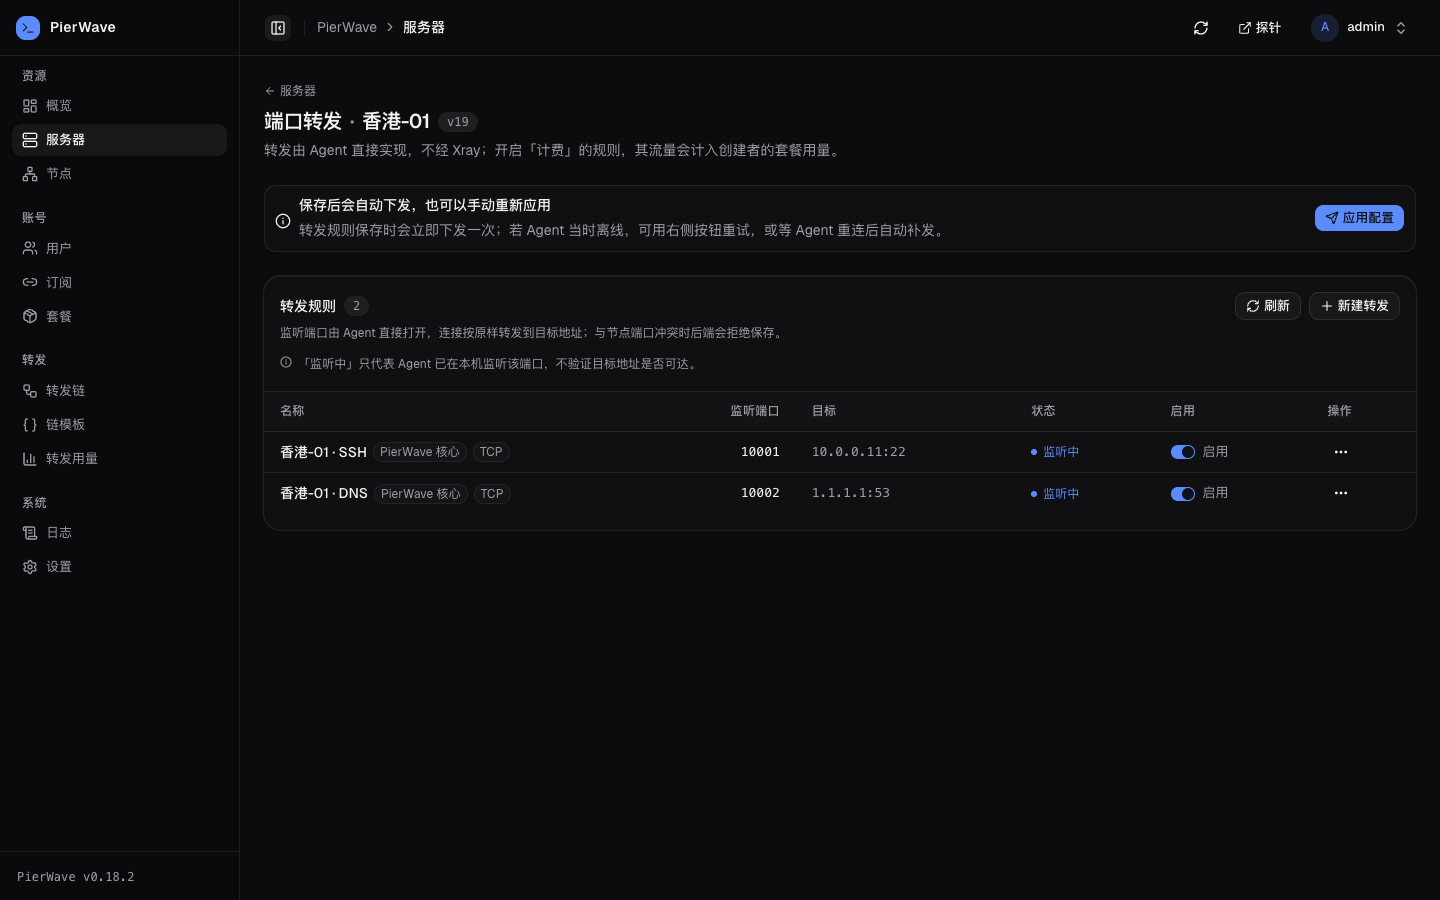 PierWave
PierWave > 服务器
探针
A admin
资源
概览
服务器
节点
账号
用户
订阅
套餐
转发
转发链
链模板
转发用量
系统
日志
设置
PierWave v0.18.2
← 服务器
端口转发 · 香港-01 v19
转发由 Agent 直接实现，不经 Xray；开启「计费」的规则，其流量会计入创建者的套餐用量。
保存后会自动下发，也可以手动重新应用
转发规则保存时会立即下发一次；若 Agent 当时离线，可用右侧按钮重试，或等 Agent 重连后自动补发。
应用配置
转发规则 2
刷新
新建转发
监听端口由 Agent 直接打开，连接按原样转发到目标地址；与节点端口冲突时后端会拒绝保存。
「监听中」只代表 Agent 已在本机监听该端口，不验证目标地址是否可达。
名称 监听端口 目标 状态 启用 操作
香港-01 · SSH PierWave 核心 TCP 10001 10.0.0.11:22 监听中 启用 ···
香港-01 · DNS PierWave 核心 TCP 10002 1.1.1.1:53 监听中 启用 ···